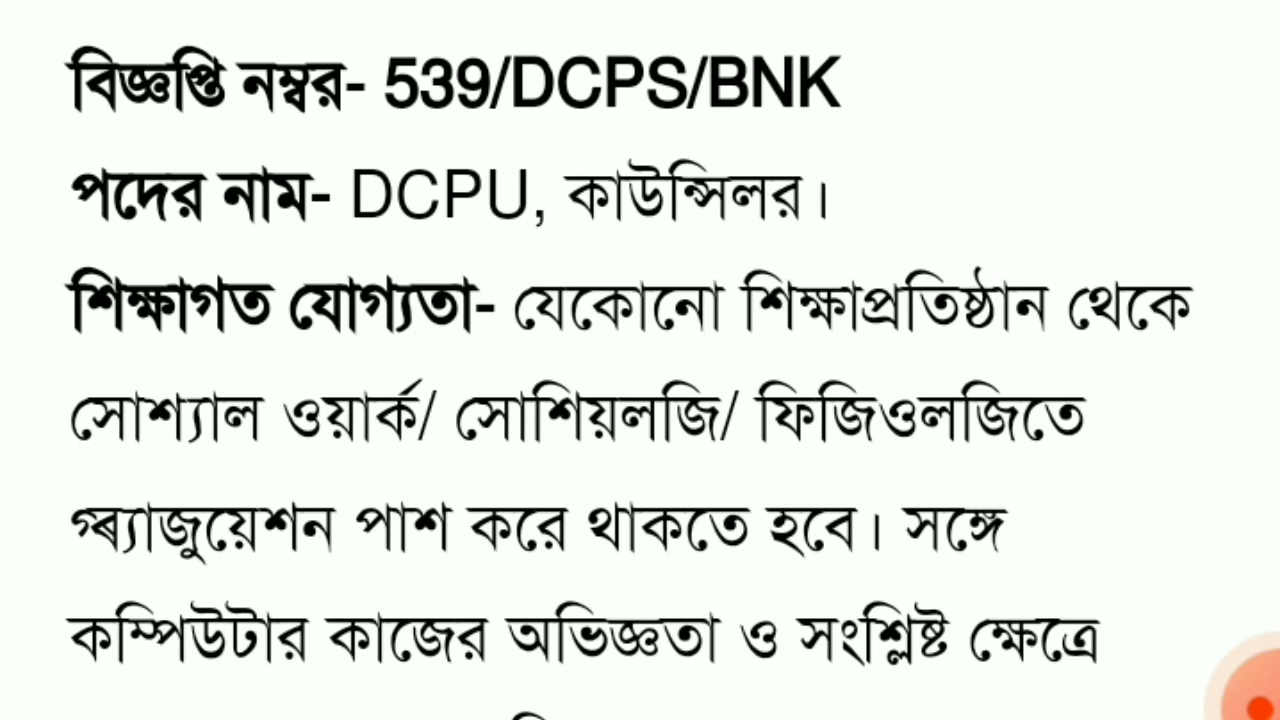 বিজ্ঞপ্তি নম্বর- 539/DCPS/BNK
পদের নাম- DCPU, কাউন্সিলর।
শিক্ষাগত যোগ্যতা- যেকোনো শিক্ষাপ্রতিষ্ঠান থেকে
সোশ্যাল ওয়ার্ক/ সোশিয়লজি/ ফিজিওলজিতে
গ্ৰ্যাজুয়েশন পাশ করে থাকতে হবে। সঙ্গে
কম্পিউটার কাজের অভিজ্ঞতা ও সংশ্লিষ্ট ক্ষেত্রে